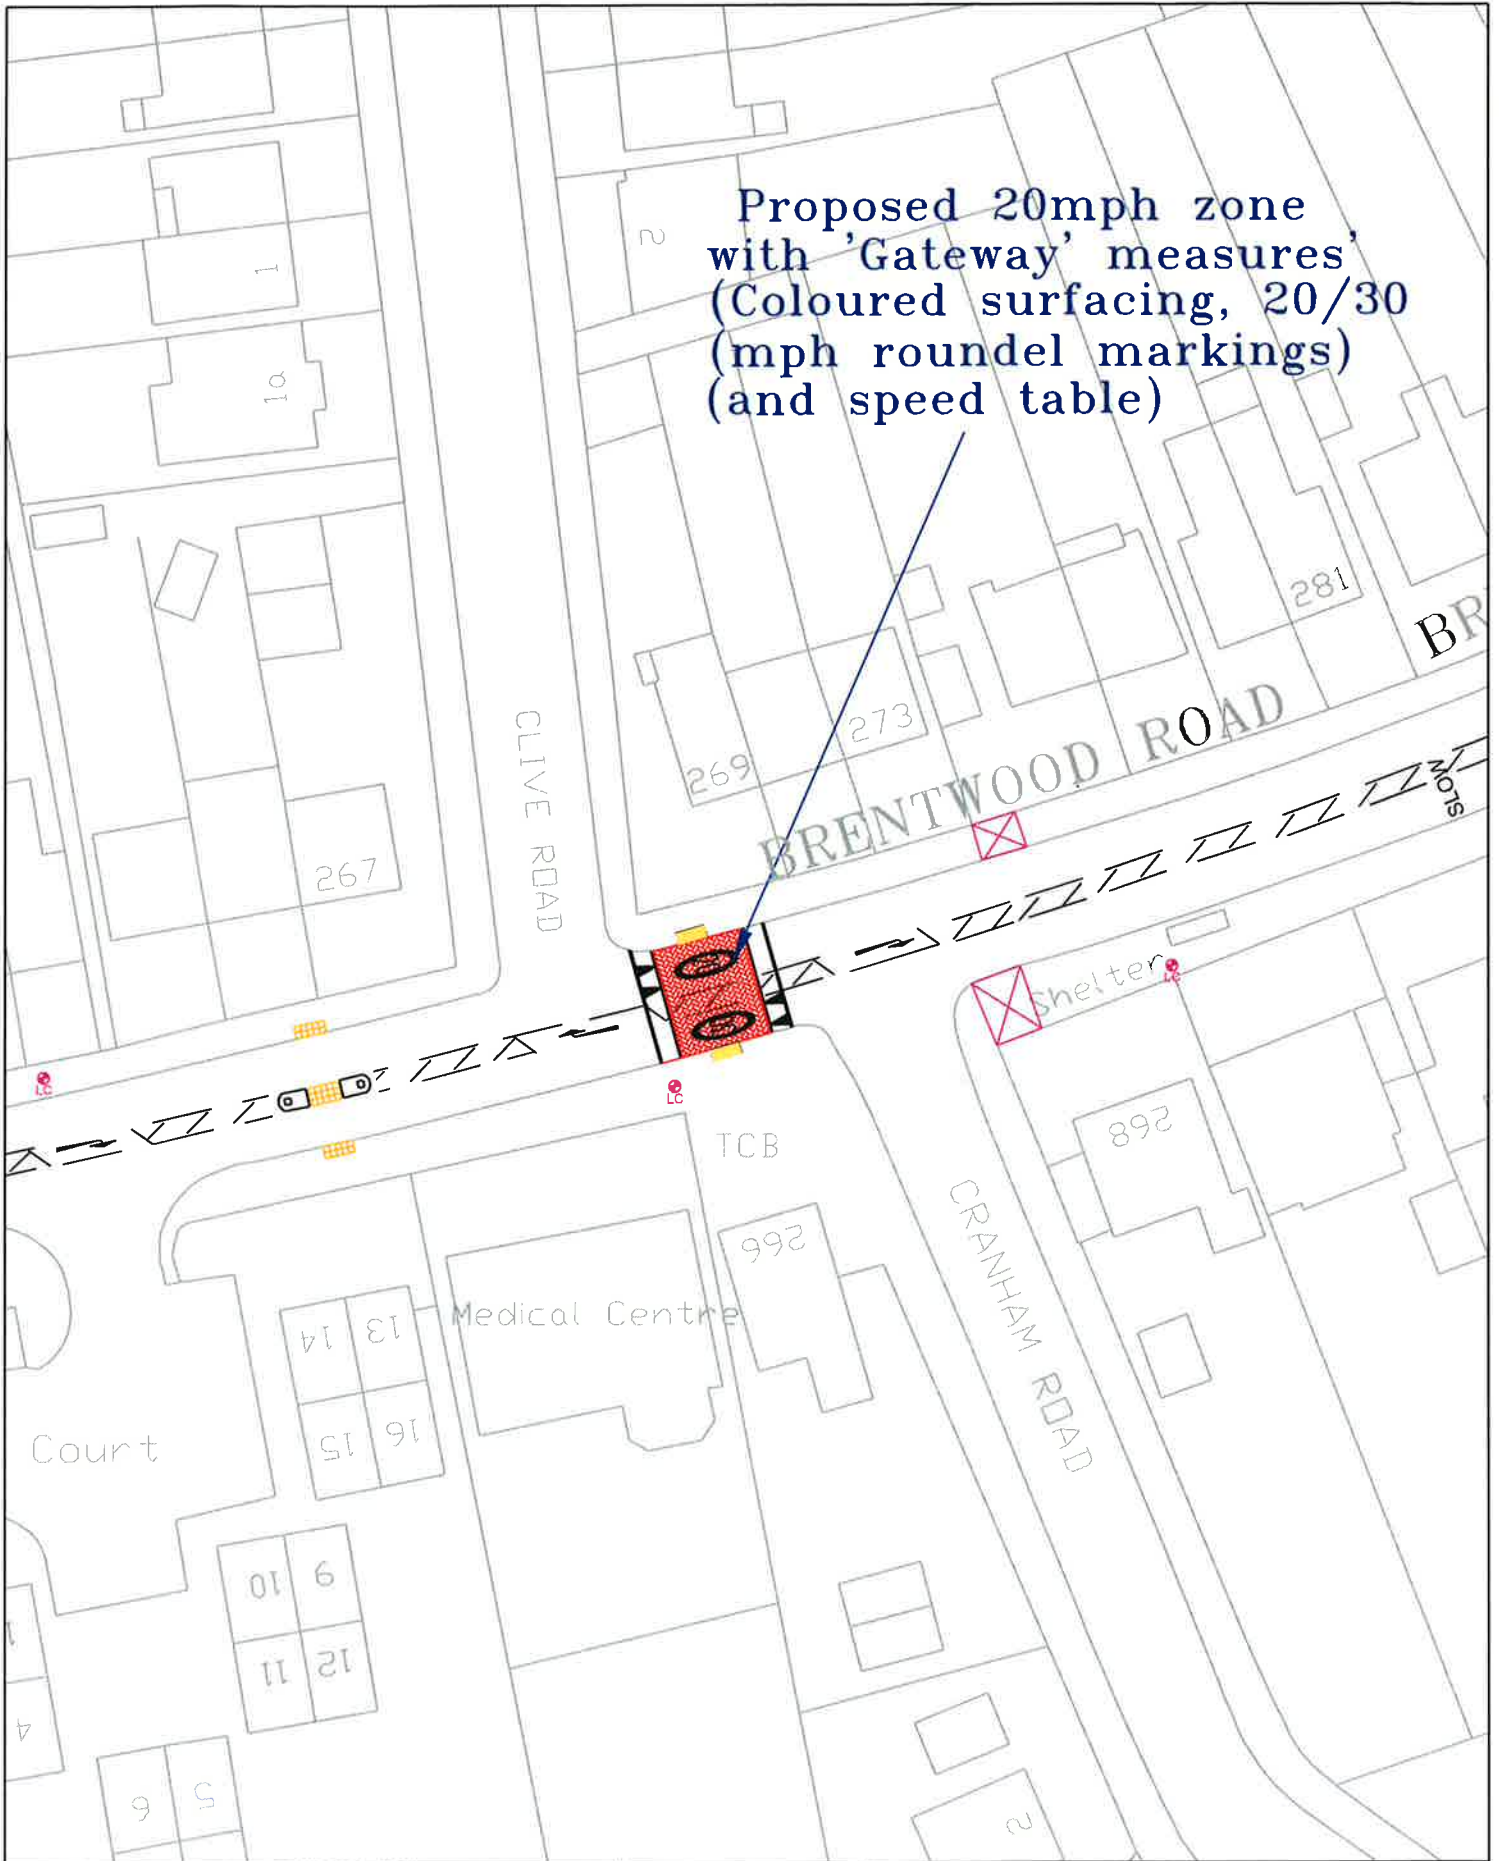 Proposed 20mph zone
with 'Gateway' measures'
(Coloured surfacing, 20/30
(mph roundel markings)
(and speed table)
2
1
1a
281
BR
CLIVE ROAD
273
269
BRENTWOOD ROAD
SLOW
267
Shelter
LC
LC
LC
TCB
268
266
CRANHAM ROAD
Medical Centre
14
13
15
16
Court
10
9
11
12
1
4
6
5
2